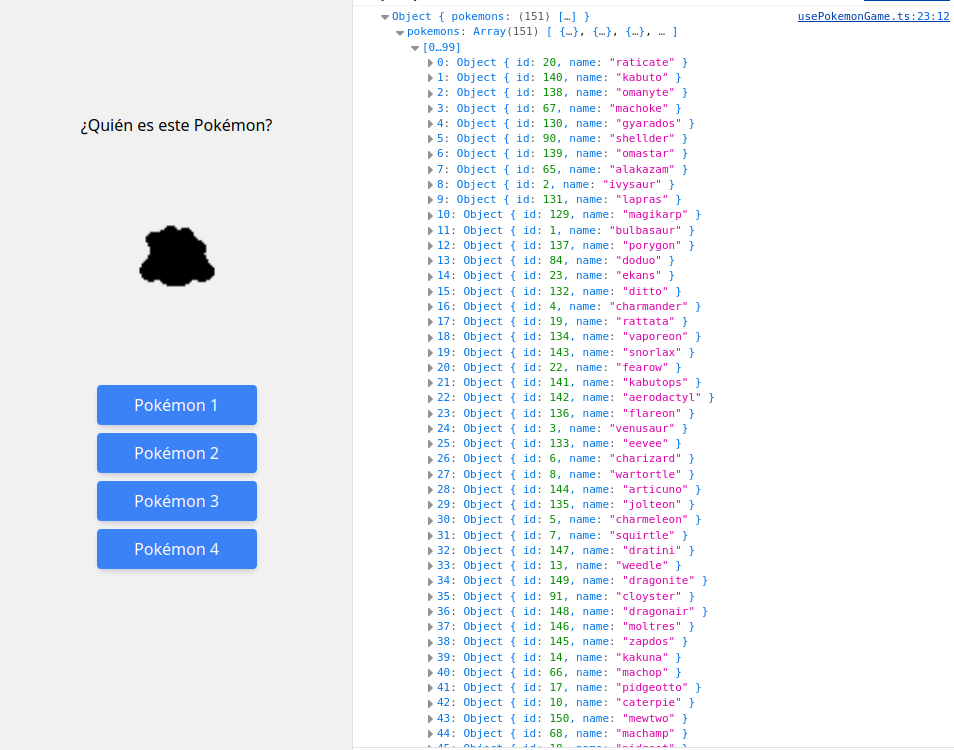 ¿Quién es este Pokémon?
Pokémon 1
Pokémon 2
Pokémon 3
Pokémon 4
Object { pokemons: (151) […] } usePokemonGame.ts:23:12
pokemons: Array(151) [ {…}, {…}, {…}, … ]
[0…99]
0: Object { id: 20, name: "raticate" }
1: Object { id: 140, name: "kabuto" }
2: Object { id: 138, name: "omanyte" }
3: Object { id: 67, name: "machoke" }
4: Object { id: 130, name: "gyarados" }
5: Object { id: 90, name: "shellder" }
6: Object { id: 139, name: "omastar" }
7: Object { id: 65, name: "alakazam" }
8: Object { id: 2, name: "ivysaur" }
9: Object { id: 131, name: "lapras" }
10: Object { id: 129, name: "magikarp" }
11: Object { id: 1, name: "bulbasaur" }
12: Object { id: 137, name: "porygon" }
13: Object { id: 84, name: "doduo" }
14: Object { id: 23, name: "ekans" }
15: Object { id: 132, name: "ditto" }
16: Object { id: 4, name: "charmander" }
17: Object { id: 19, name: "rattata" }
18: Object { id: 134, name: "vaporeon" }
19: Object { id: 143, name: "snorlax" }
20: Object { id: 22, name: "fearow" }
21: Object { id: 141, name: "kabutops" }
22: Object { id: 142, name: "aerodactyl" }
23: Object { id: 136, name: "flareon" }
24: Object { id: 3, name: "venusaur" }
25: Object { id: 133, name: "eevee" }
26: Object { id: 6, name: "charizard" }
27: Object { id: 8, name: "wartortle" }
28: Object { id: 144, name: "articuno" }
29: Object { id: 135, name: "jolteon" }
30: Object { id: 5, name: "charmeleon" }
31: Object { id: 7, name: "squirtle" }
32: Object { id: 147, name: "dratini" }
33: Object { id: 13, name: "weedle" }
34: Object { id: 149, name: "dragonite" }
35: Object { id: 91, name: "cloyster" }
36: Object { id: 148, name: "dragonair" }
37: Object { id: 146, name: "moltres" }
38: Object { id: 145, name: "zapdos" }
39: Object { id: 14, name: "kakuna" }
40: Object { id: 66, name: "machop" }
41: Object { id: 17, name: "pidgeotto" }
42: Object { id: 10, name: "caterpie" }
43: Object { id: 150, name: "mewtwo" }
44: Object { id: 68, name: "machamp" }